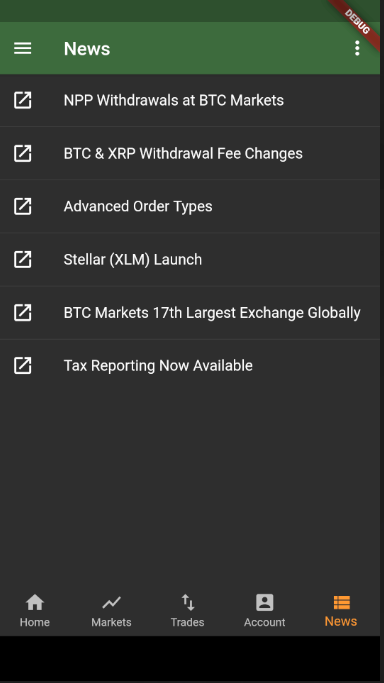 DEBUG
News
NPP Withdrawals at BTC Markets
BTC & XRP Withdrawal Fee Changes
Advanced Order Types
Stellar (XLM) Launch
BTC Markets 17th Largest Exchange Globally
Tax Reporting Now Available
Home Markets Trades Account News